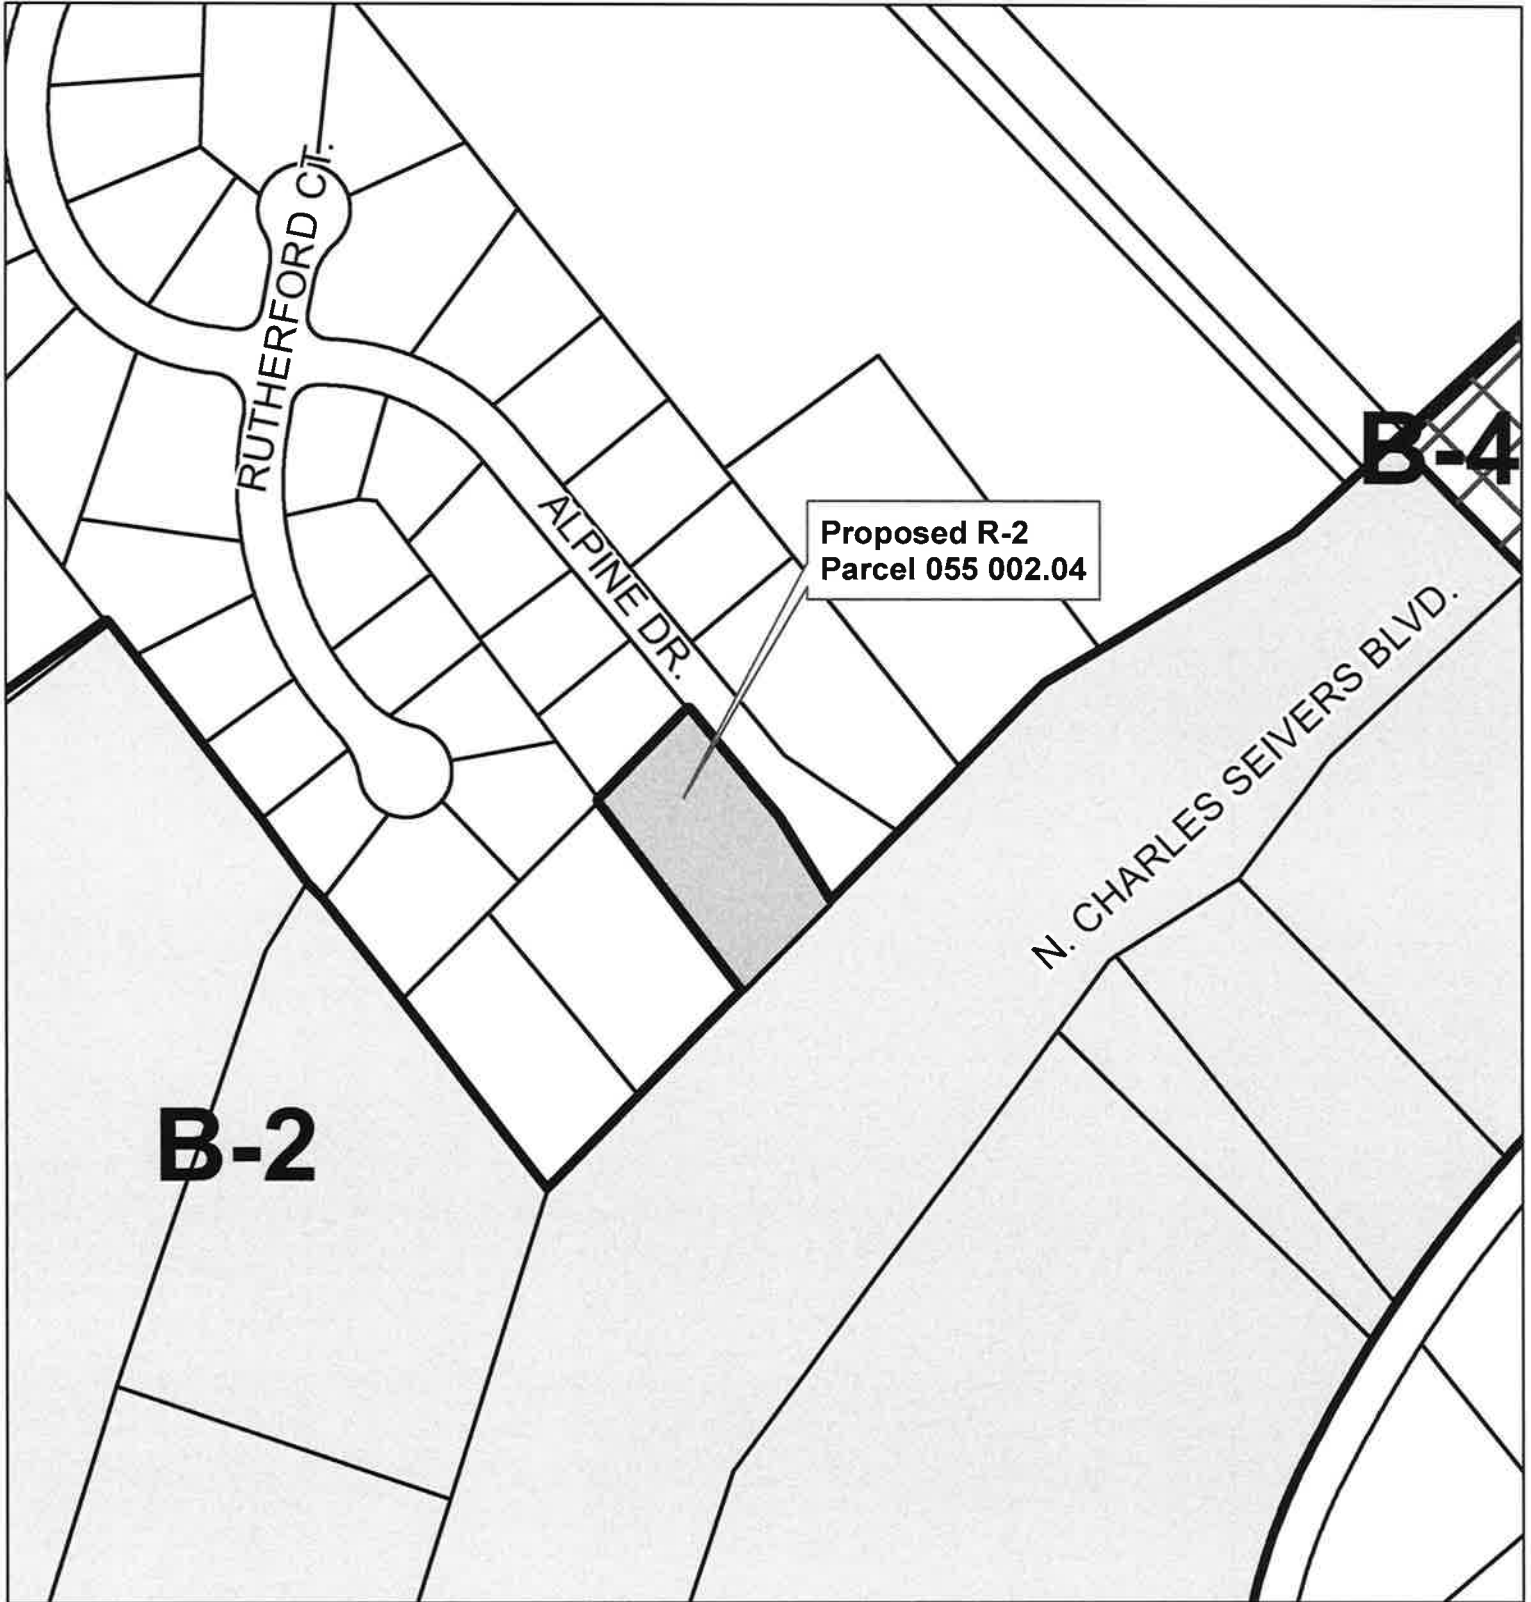 RUTHERFORD CT.
B-4
ALPINE DR.
Proposed R-2
Parcel 055 002.04
N. CHARLES SEIVERS BLVD.
B-2